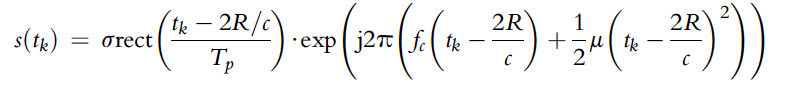 s(t_k) = σrect((t_k − 2R/c)/T_p) · exp(j2π(f_c(t_k − 2R/c) + 1/2 μ(t_k − 2R/c)^2))